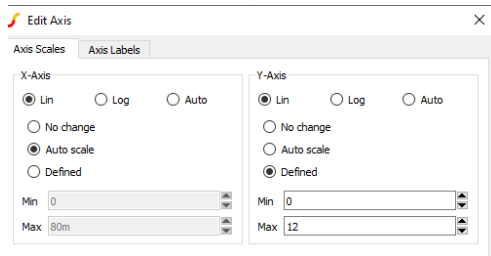 Edit Axis
Axis Scales Axis Labels
X-Axis
Lin Log Auto
No change
Auto scale
Defined
Min 0
Max 80m
Y-Axis
Lin Log Auto
No change
Auto scale
Defined
Min 0
Max 12